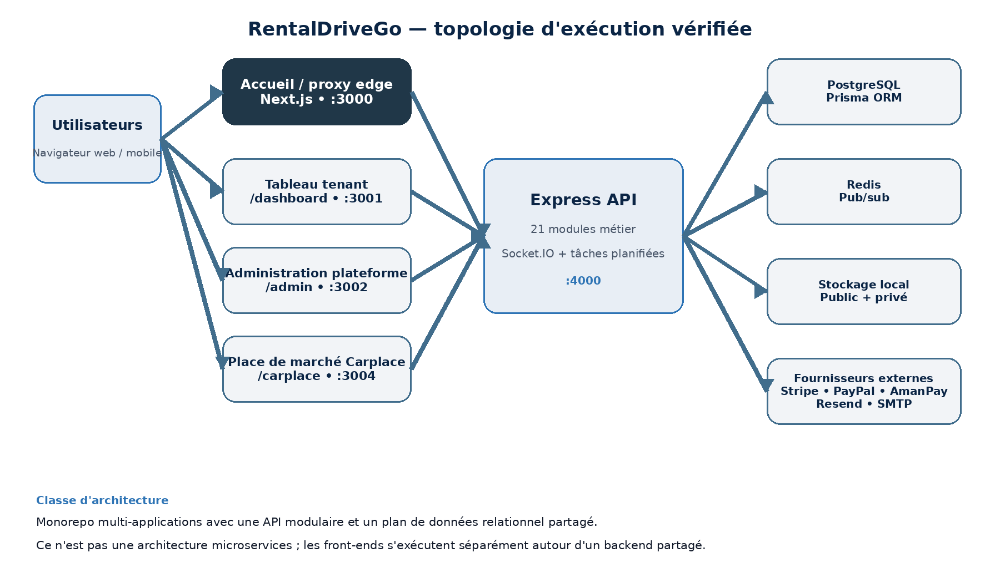 RentalDriveGo — topologie d'exécution vérifiée
Utilisateurs
Navigateur web / mobile
Accueil / proxy edge
Next.js • :3000
Tableau tenant
/dashboard • :3001
Administration plateforme
/admin • :3002
Place de marché Carplace
/carplace • :3004
Express API
21 modules métier
Socket.IO + tâches planifiées
:4000
PostgreSQL
Prisma ORM
Redis
Pub/sub
Stockage local
Public + privé
Fournisseurs externes
Stripe • PayPal • AmanPay
Resend • SMTP
Classe d'architecture
Monorepo multi-applications avec une API modulaire et un plan de données relationnel partagé.
Ce n'est pas une architecture microservices ; les front-ends s'exécutent séparément autour d'un backend partagé.